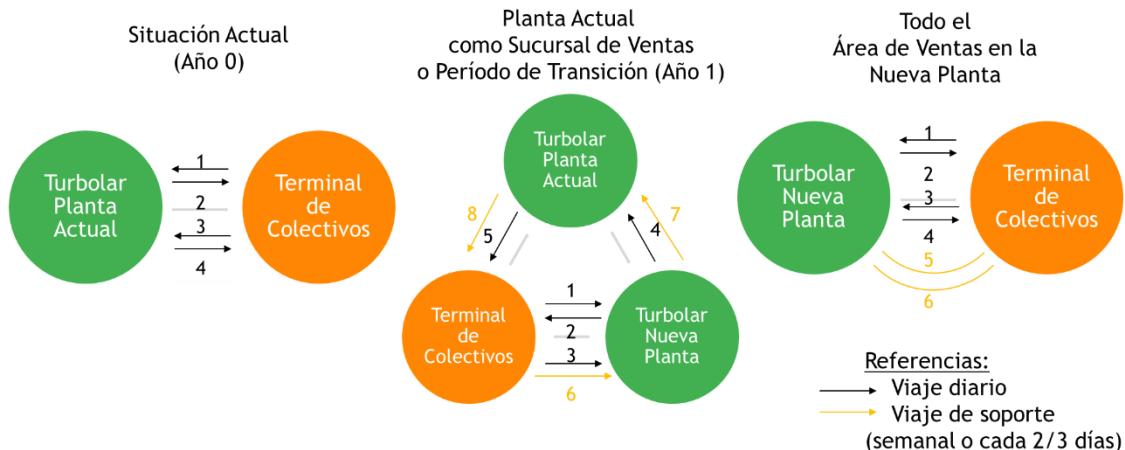 Situación Actual
(Año 0)
Turbolar
Planta
Actual
1
2
3
4
Terminal
de
Colectivos
Planta Actual
como Sucursal de Ventas
o Período de Transición (Año 1)
Turbolar
Planta
Actual
8
5
7
4
Terminal
de
Colectivos
1
2
3
6
Turbolar
Nueva
Planta
Todo el
Área de Ventas en la
Nueva Planta
Turbolar
Nueva
Planta
1
2
3
4
5
6
Terminal
de
Colectivos
Referencias:
Viaje diario
Viaje de soporte
(semanal o cada 2/3 días)